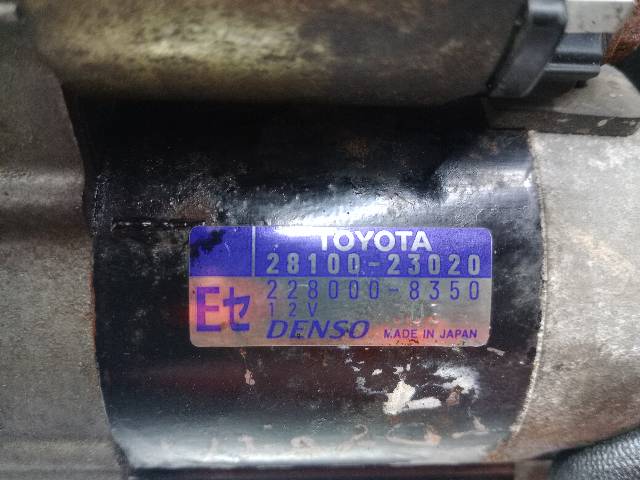 TOYOTA
28100-23020
228000-8350
Eセ
12V
DENSO MADE IN JAPAN